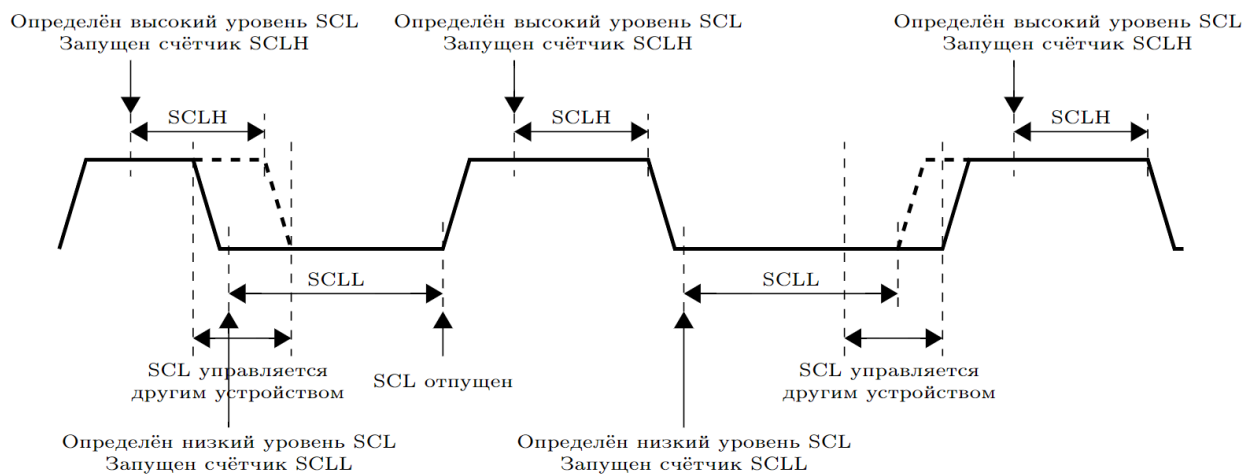 Определён высокий уровень SCL
Запущен счётчик SCLH
Определён высокий уровень SCL
Запущен счётчик SCLH
Определён высокий уровень SCL
Запущен счётчик SCLH
SCLH
SCLH
SCLH
SCLL
SCLL
SCL управляется
другим устройством
SCL отпущен
SCL управляется
другим устройством
Определён низкий уровень SCL
Запущен счётчик SCLL
Определён низкий уровень SCL
Запущен счётчик SCLL